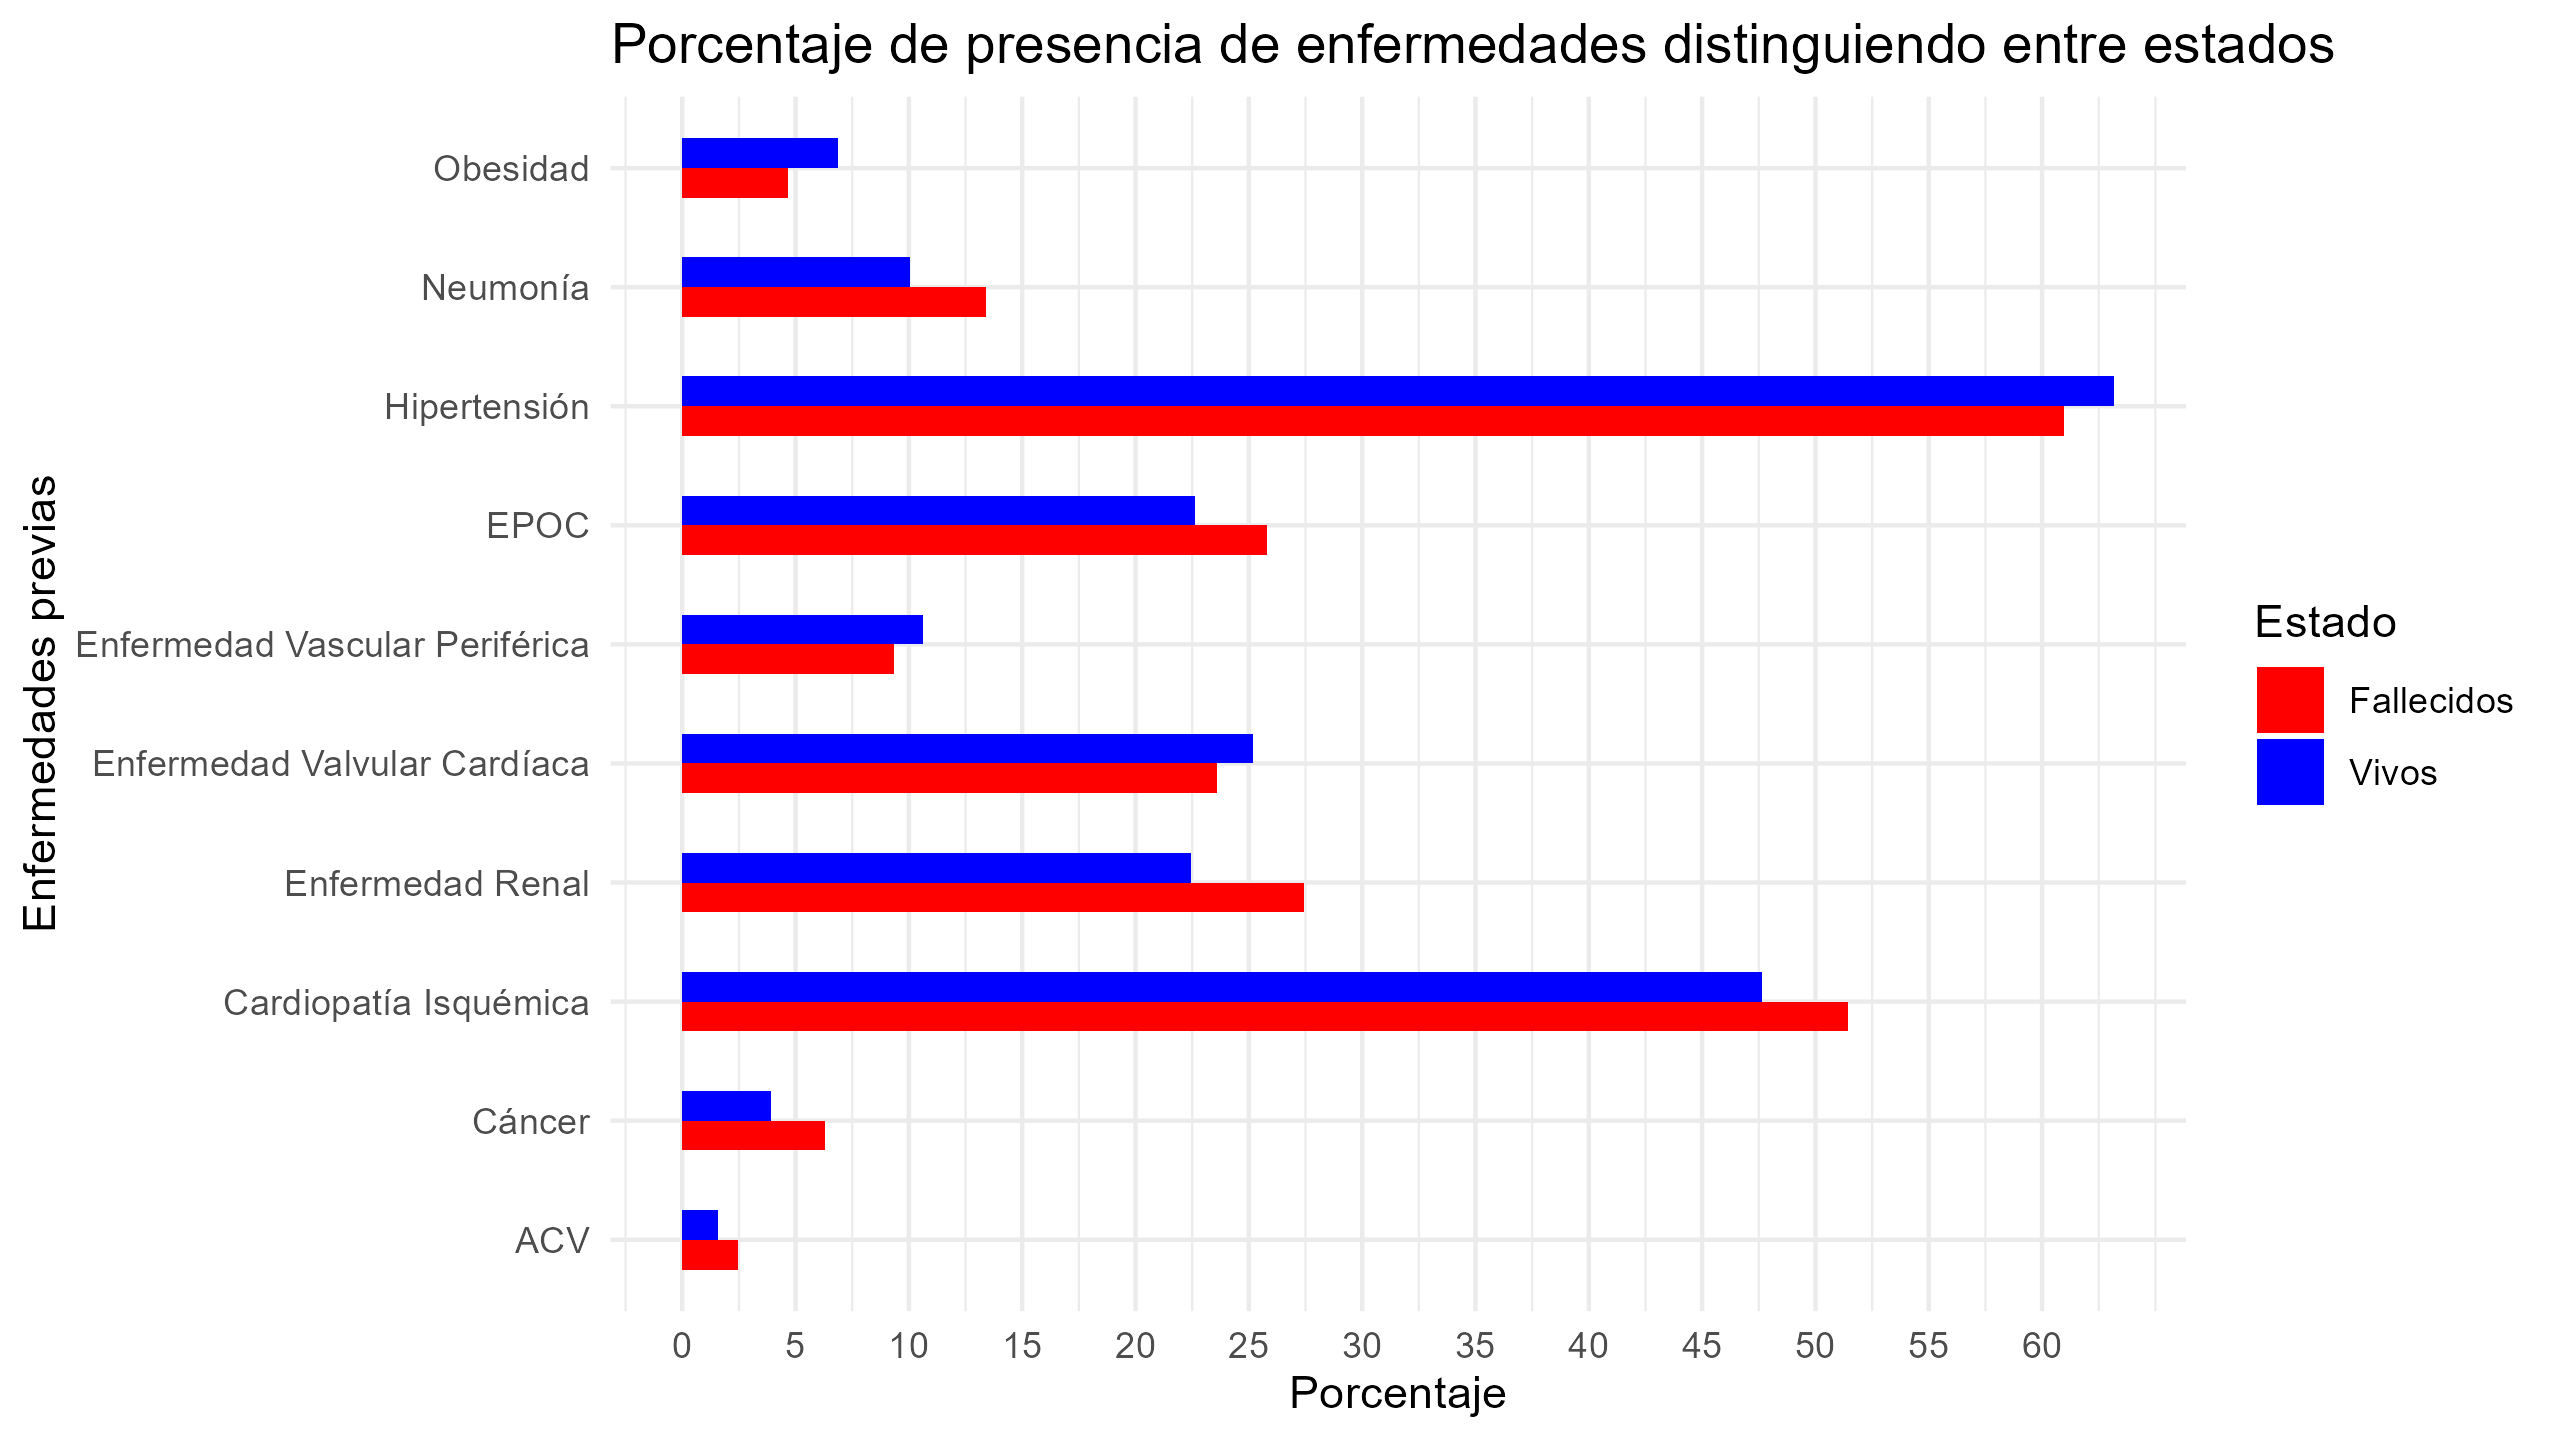 Porcentaje de presencia de enfermedades distinguiendo entre estados
Enfermedades previas
Obesidad
Neumonía
Hipertensión
EPOC
Enfermedad Vascular Periférica
Enfermedad Valvular Cardíaca
Enfermedad Renal
Cardiopatía Isquémica
Cáncer
ACV
0 5 10 15 20 25 30 35 40 45 50 55 60
Porcentaje
Estado
Fallecidos
Vivos